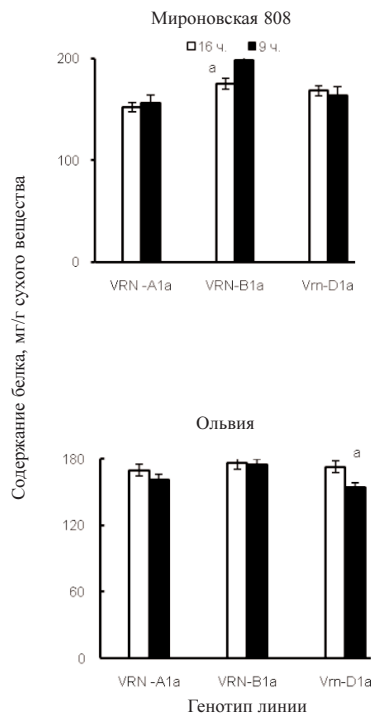 Мироновская 808
16 ч. 9 ч.
200
a
100
0
VRN -A1a VRN-B1a Vrn-D1a
Содержание белка, мг/г сухого вещества
Ольвия
180
a
120
60
0
VRN -A1a VRN-B1a Vrn-D1a
Генотип линии